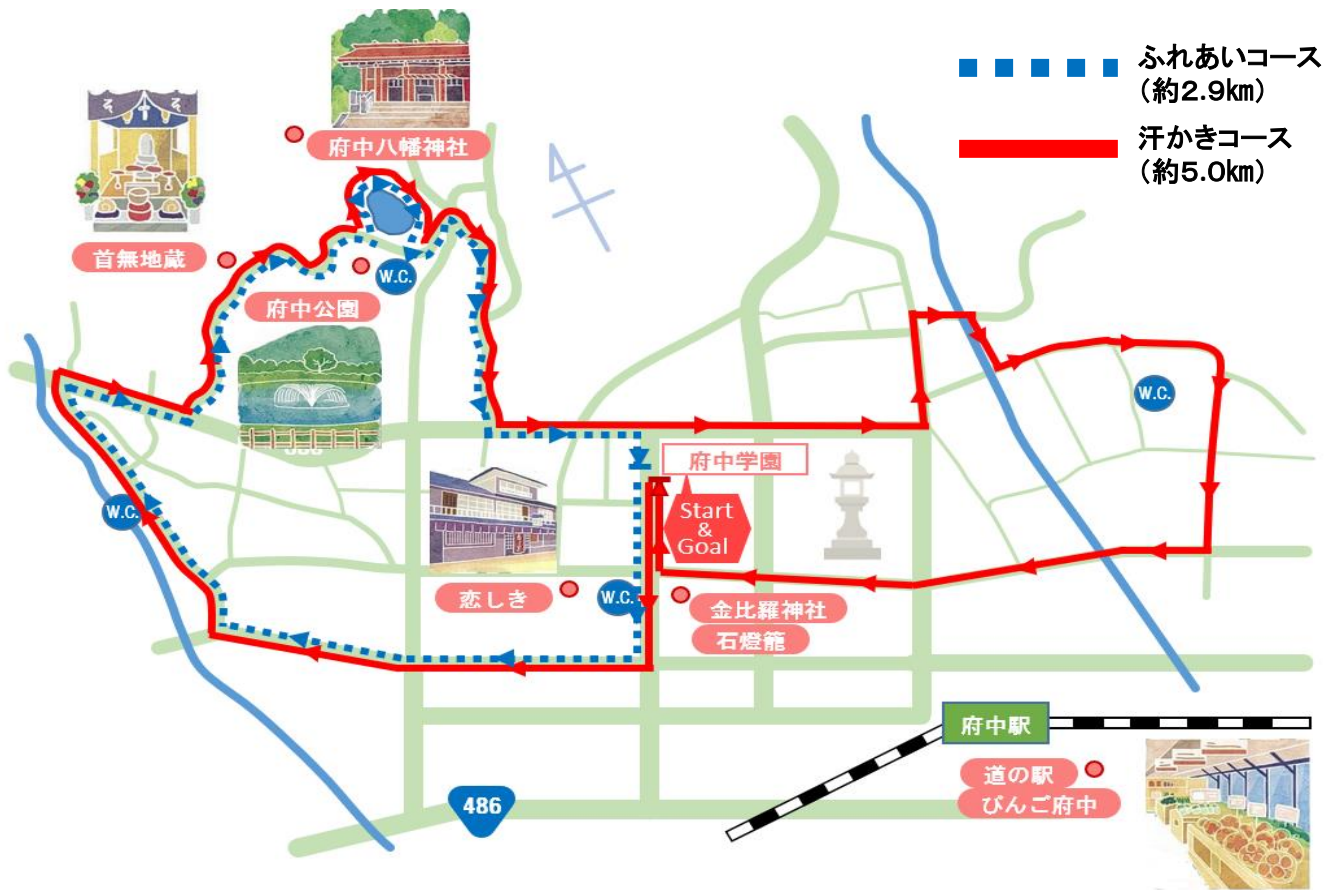 ふれあいコース
(約2.9㎞)
汗かきコース
(約5.0㎞)
府中八幡神社
首無地蔵
W.C.
府中公園
W.C.
府中学園
Start
&
Goal
W.C.
恋しき
W.C.
金比羅神社
石燈籠
府中駅
道の駅
びんご府中
486